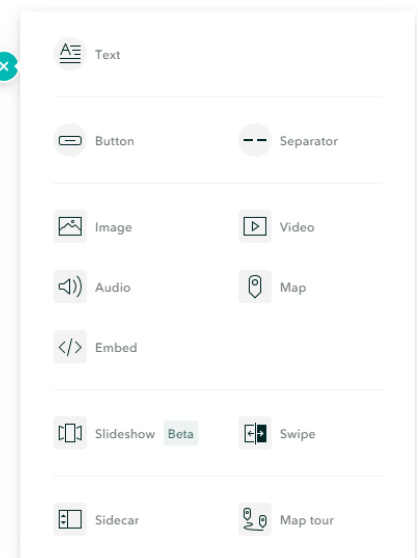 Text
Button
Separator
Image
Video
Audio
Map
Embed
Slideshow Beta
Swipe
Sidecar
Map tour